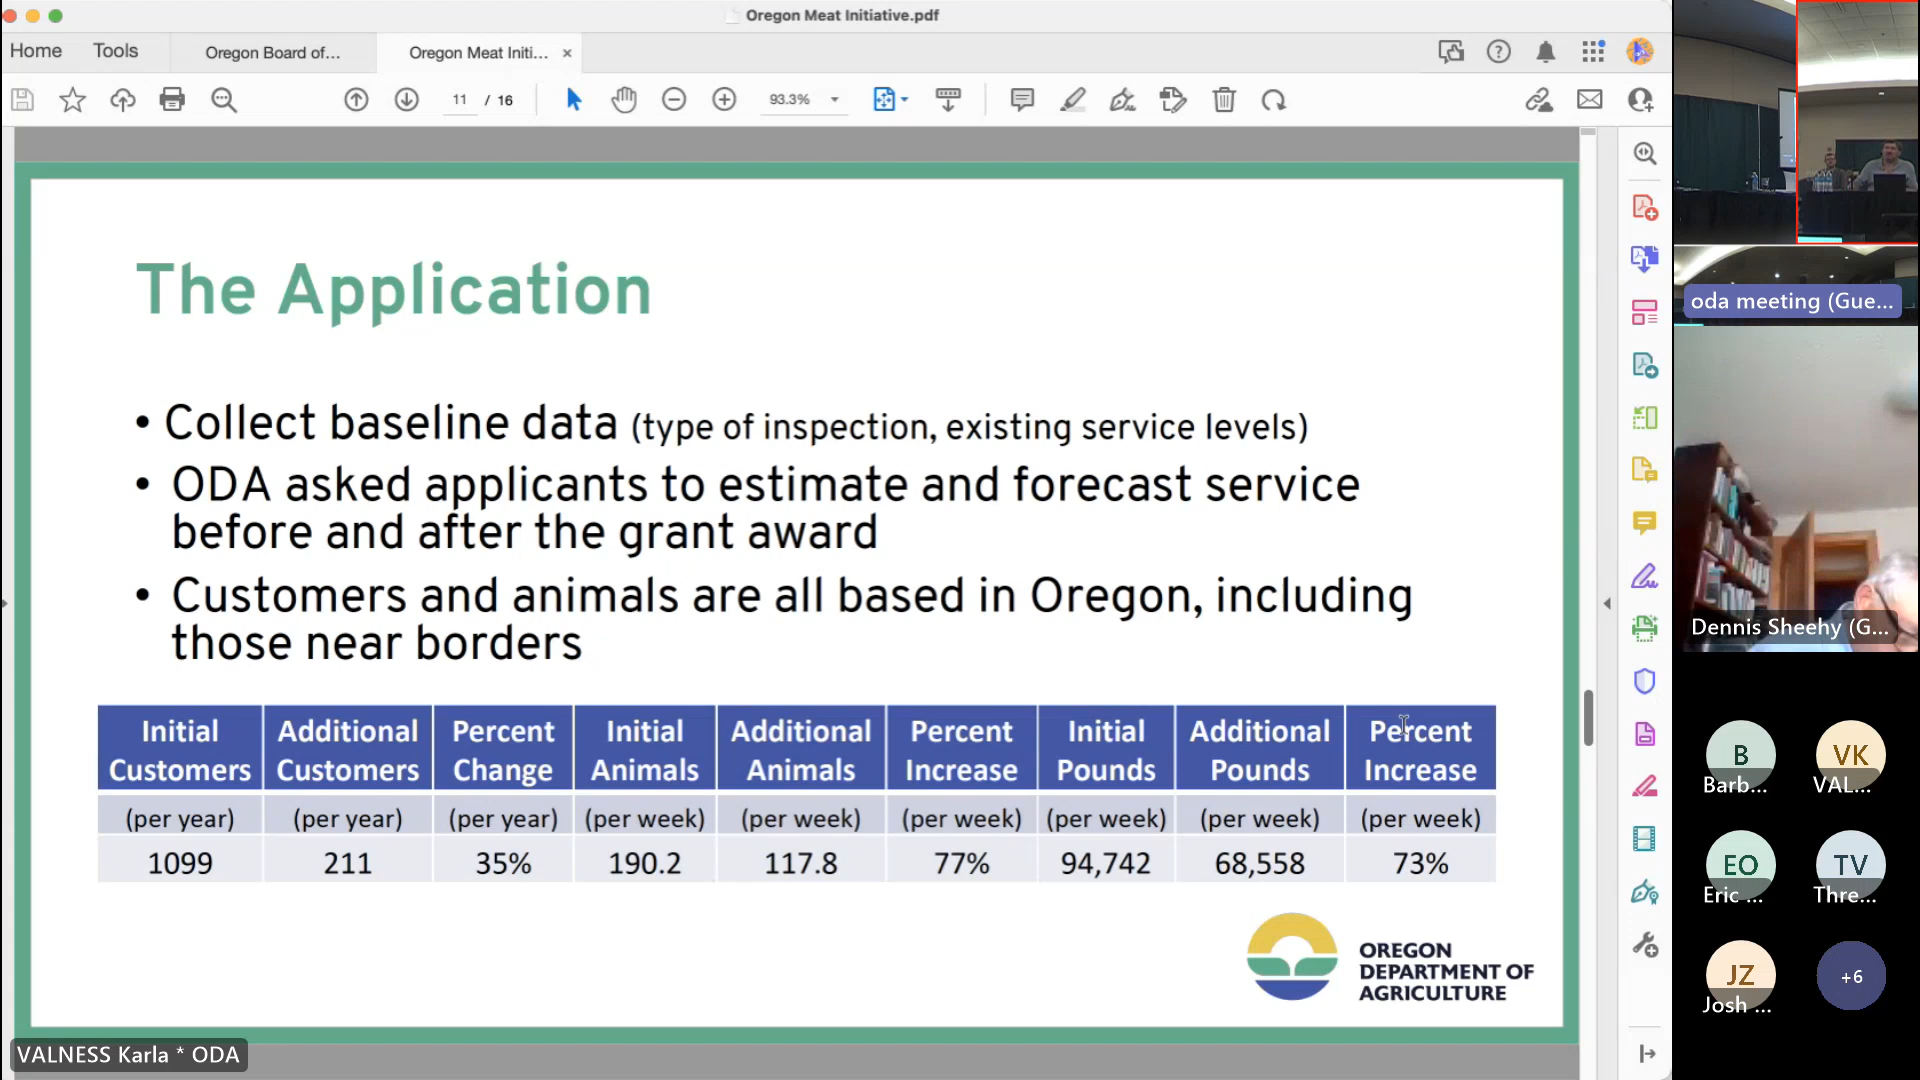 Oregon Meat Initiative.pdf
Home Tools Oregon Board of... Oregon Meat Initi... ×
11 / 16 93.3%
The Application
• Collect baseline data (type of inspection, existing service levels)
• ODA asked applicants to estimate and forecast service
before and after the grant award
• Customers and animals are all based in Oregon, including
those near borders
Initial Customers Additional Customers Percent Change Initial Animals Additional Animals Percent Increase Initial Pounds Additional Pounds Percent Increase
(per year) (per year) (per year) (per week) (per week) (per week) (per week) (per week) (per week)
1099 211 35% 190.2 117.8 77% 94,742 68,558 73%
OREGON
DEPARTMENT OF
AGRICULTURE
VALNESS Karla * ODA
oda meeting (Gue...
Dennis Sheehy (G...
B VK
Barb... VAL...
EO TV
Eric ... Thre...
JZ +6
Josh ...